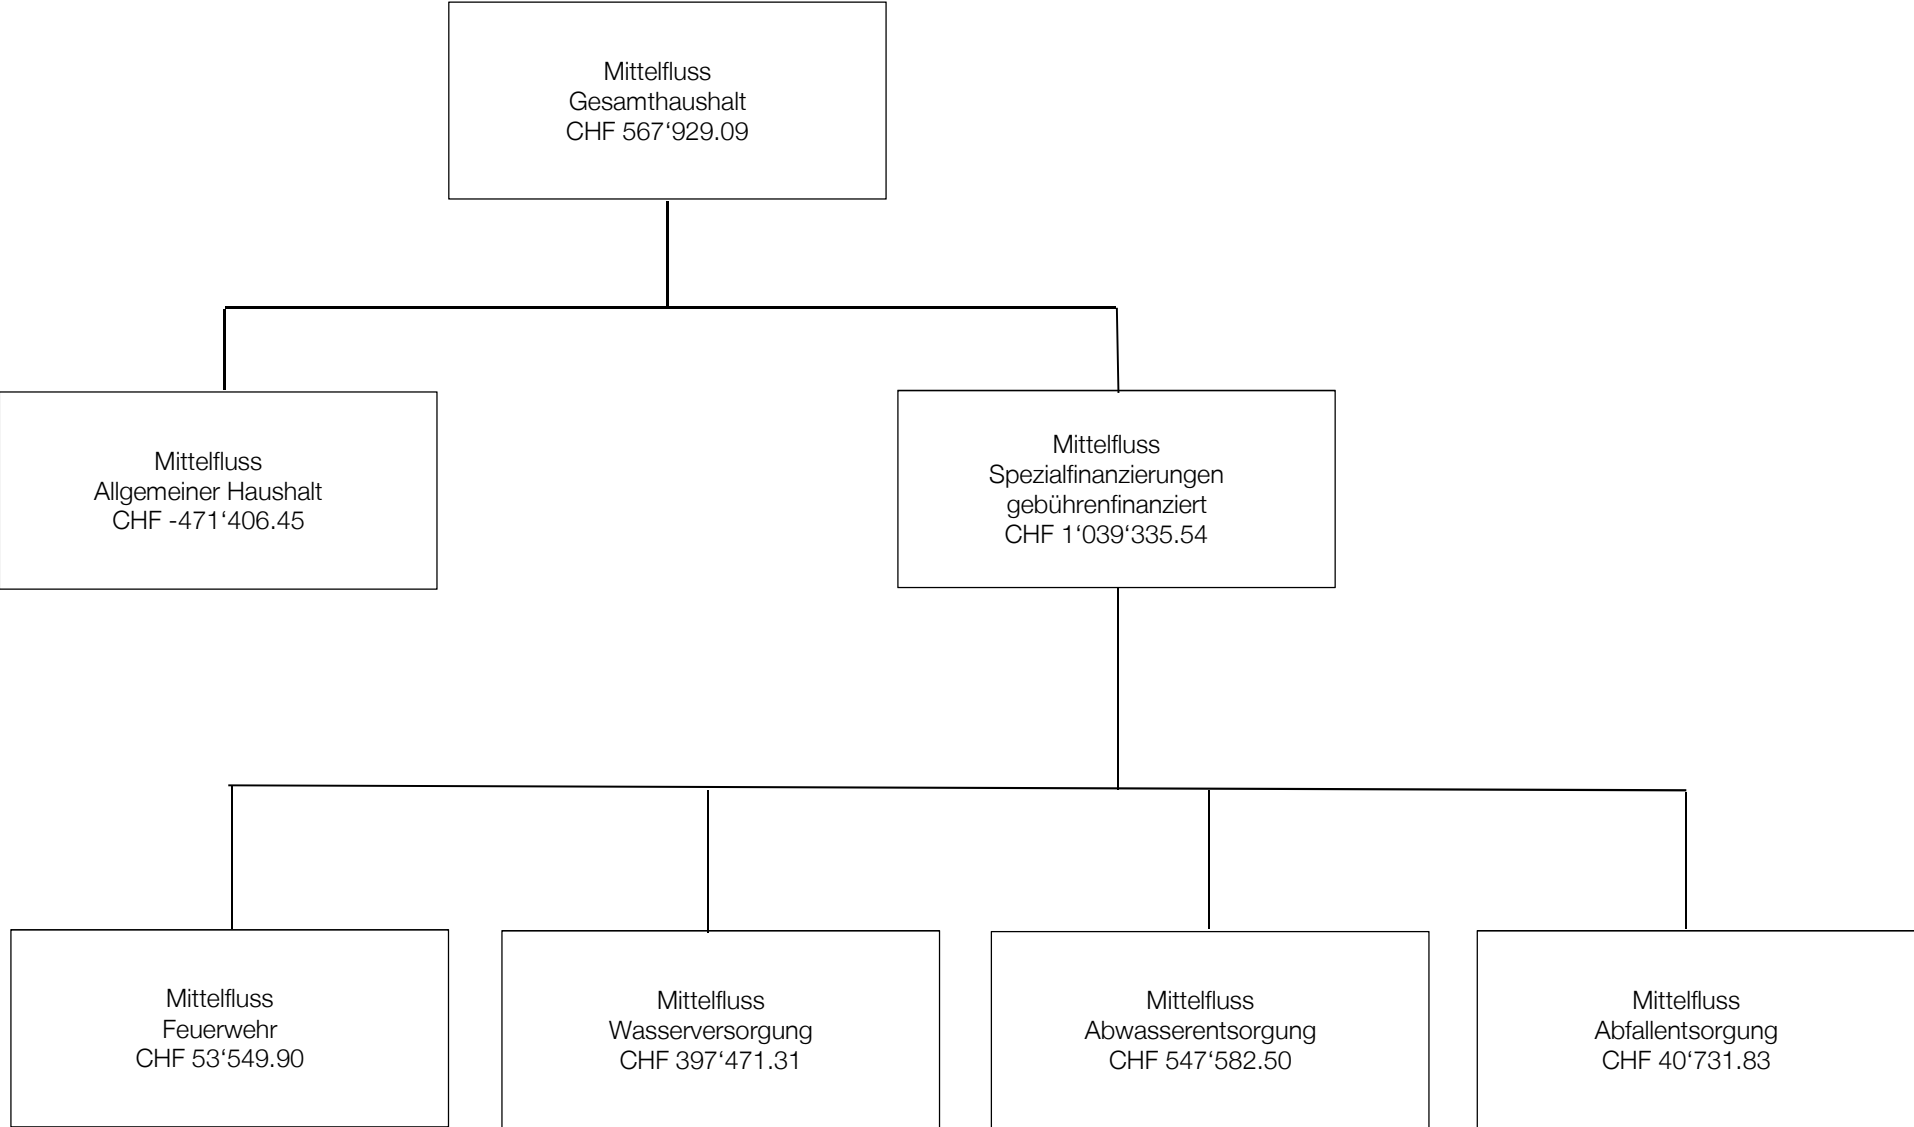 Mittelfluss
Gesamthaushalt
CHF 567‘929.09
Mittelfluss
Allgemeiner Haushalt
CHF -471‘406.45
Mittelfluss
Spezialfinanzierungen
gebührenfinanziert
CHF 1‘039‘335.54
Mittelfluss
Feuerwehr
CHF 53‘549.90
Mittelfluss
Wasserversorgung
CHF 397‘471.31
Mittelfluss
Abwasserentsorgung
CHF 547‘582.50
Mittelfluss
Abfallentsorgung
CHF 40‘731.83